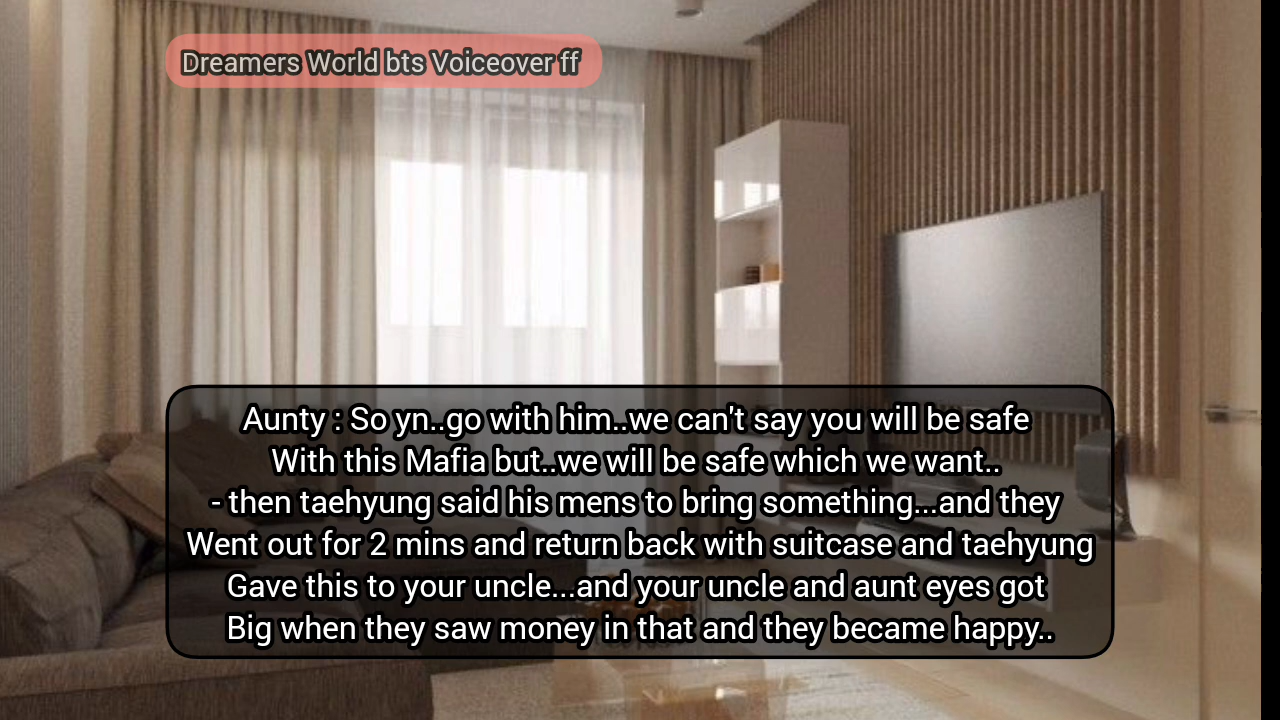 Dreamers World bts Voiceover ff
Aunty : So yn..go with him..we can't say you will be safe
With this Mafia but..we will be safe which we want..
- then taehyung said his mens to bring something...and they
Went out for 2 mins and return back with suitcase and taehyung
Gave this to your uncle...and your uncle and aunt eyes got
Big when they saw money in that and they became happy..